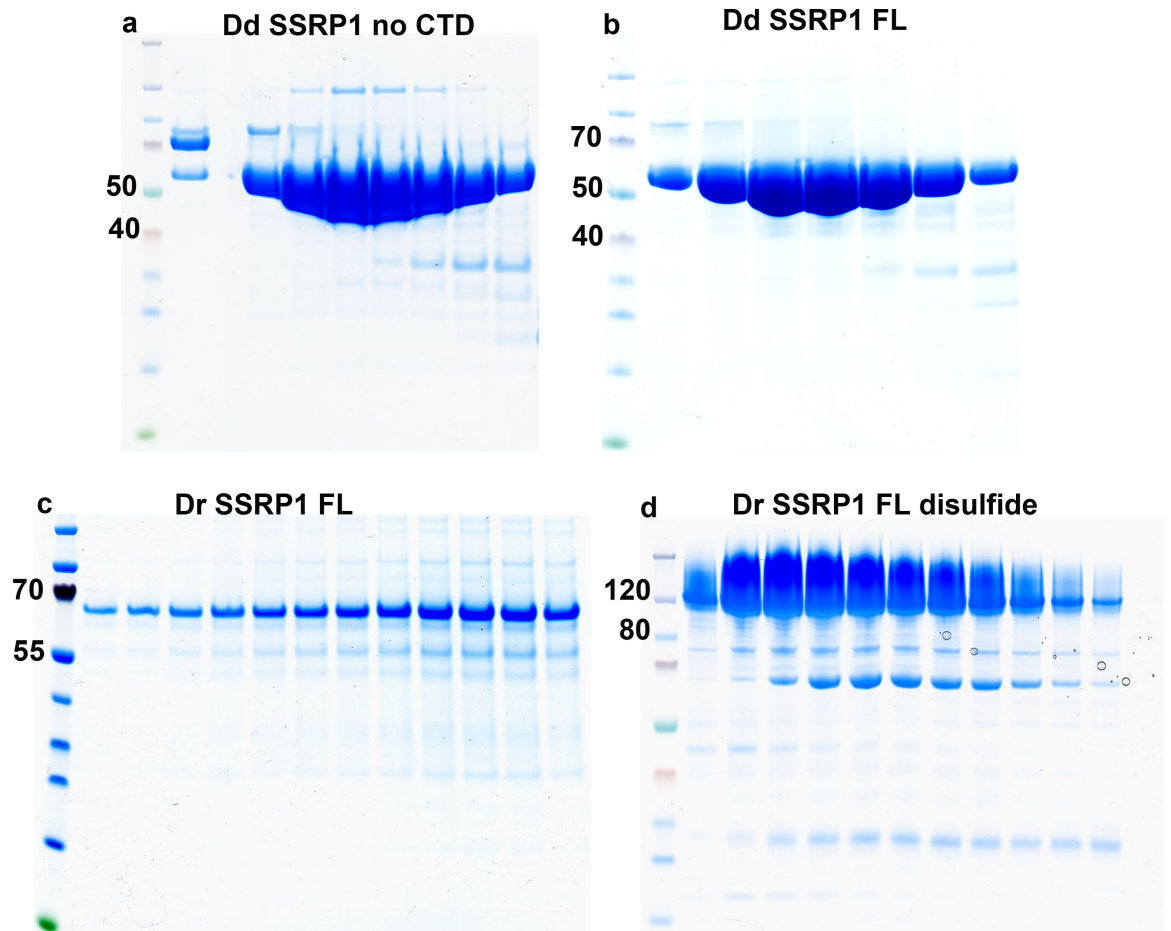 a
Dd SSRP1 no CTD
50
40
b
Dd SSRP1 FL
70
50
40
c
Dr SSRP1 FL
70
55
d
Dr SSRP1 FL disulfide
120
80